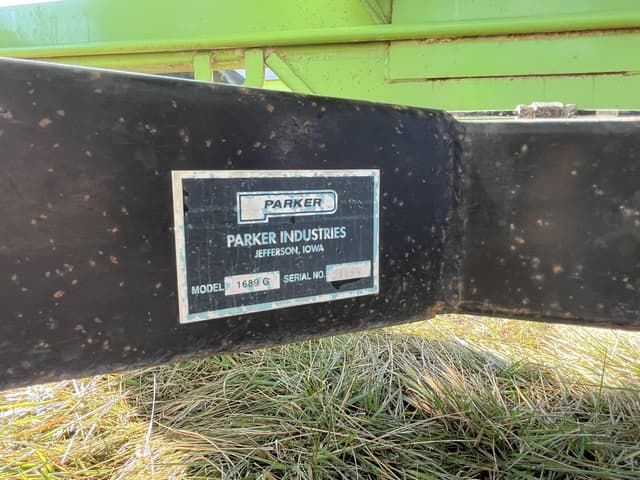 PARKER
PARKER INDUSTRIES
JEFFERSON, IOWA
MODEL 1689 G SERIAL NO.